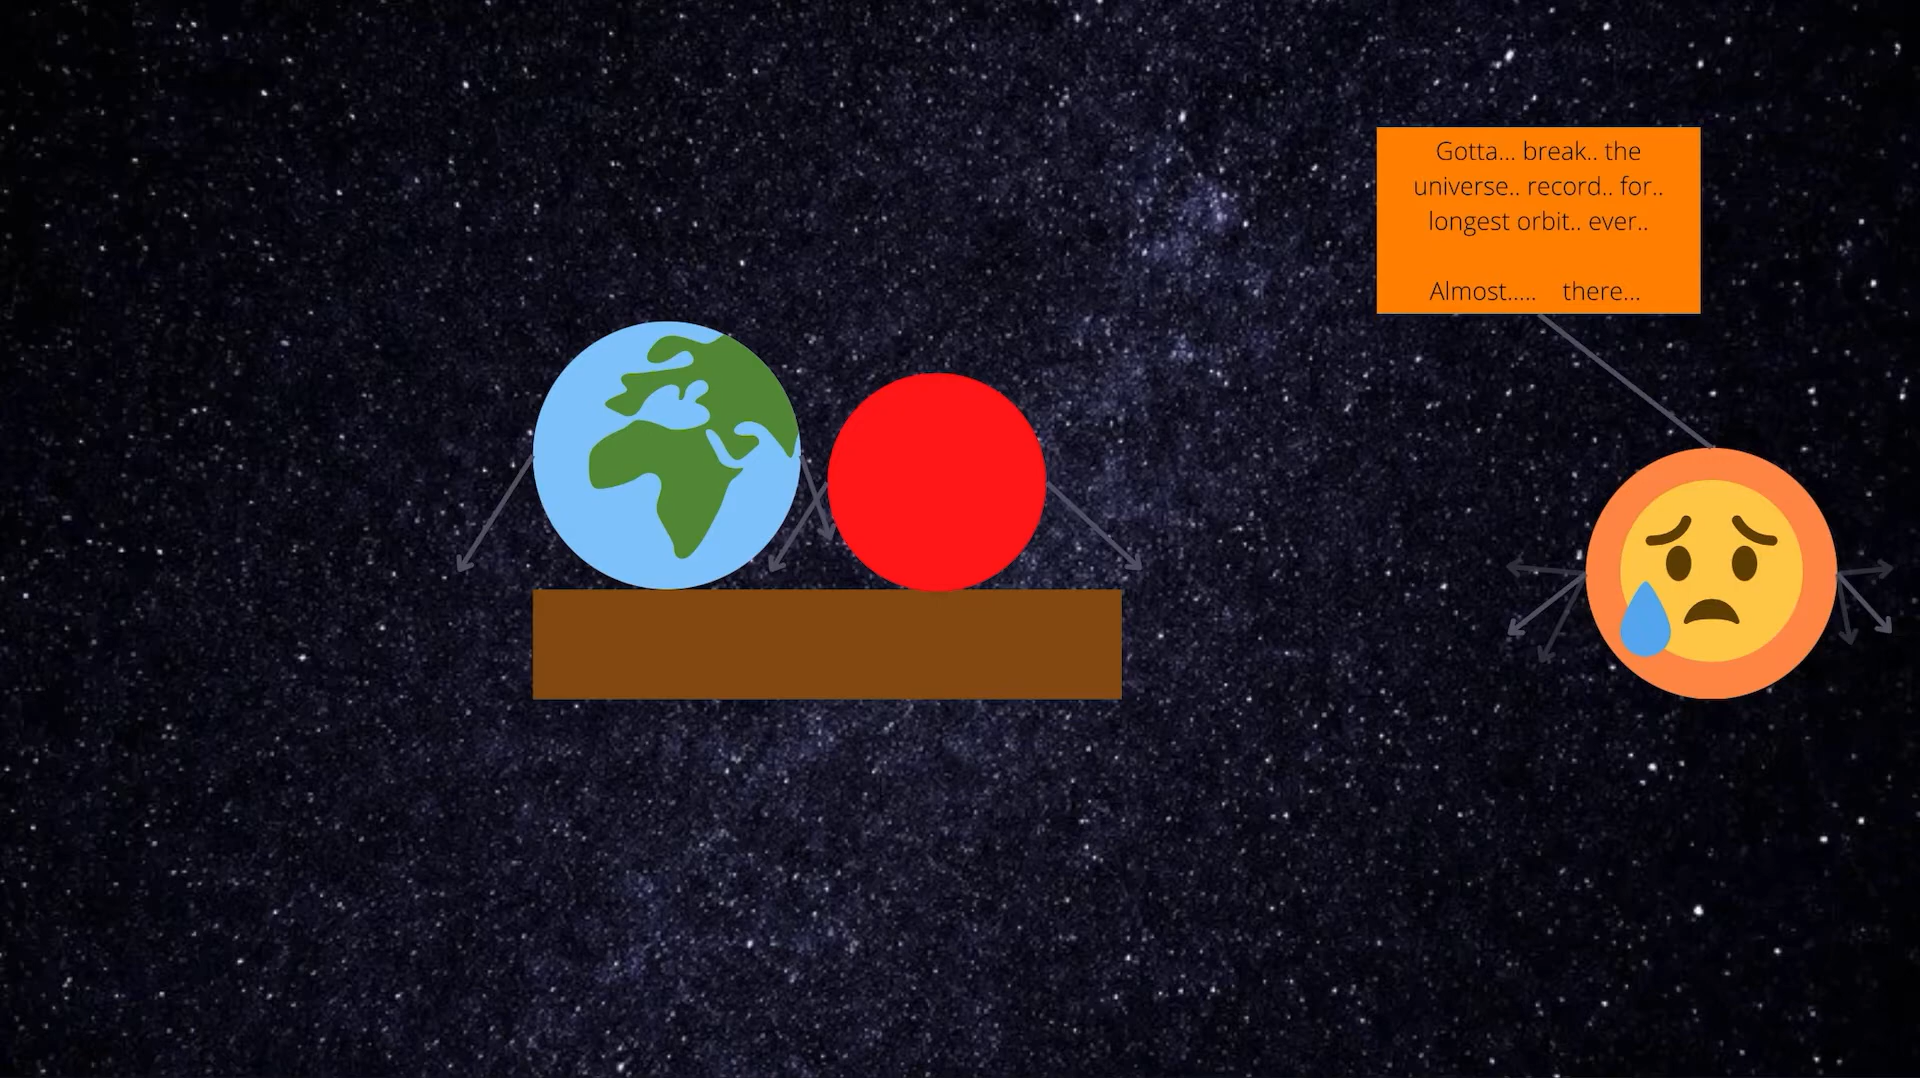 Gotta... break.. the
universe.. record.. for..
longest orbit.. ever..
Almost..... there...